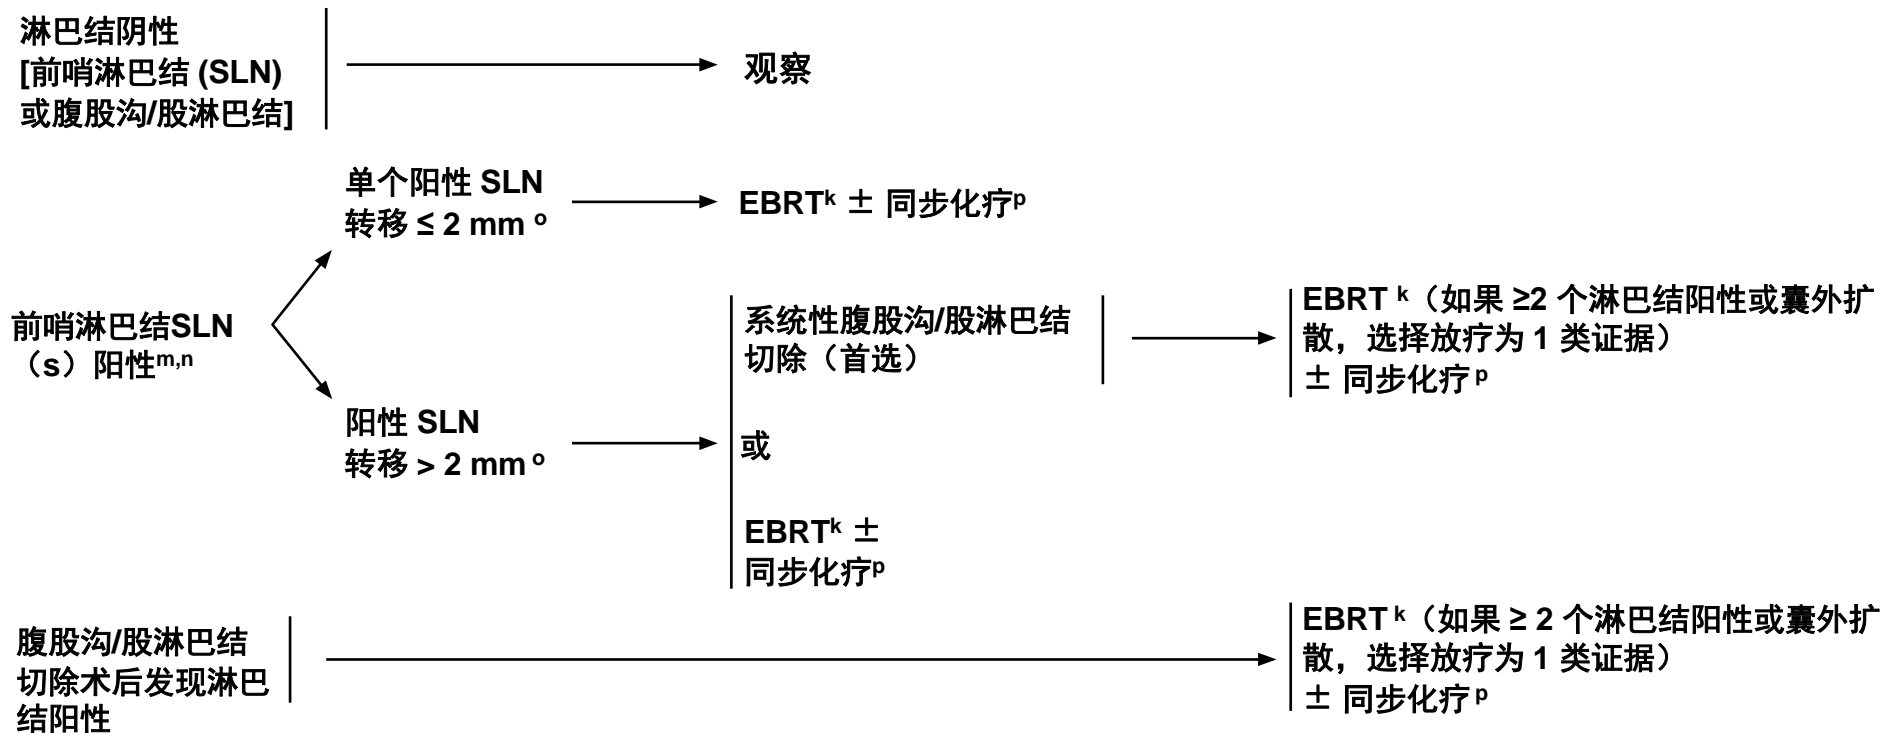 淋巴结阴性
[前哨淋巴结 (SLN)
或腹股沟/股淋巴结]
观察
单个阳性 SLN
转移 ≤ 2 mm o
EBRTk ± 同步化疗p
前哨淋巴结SLN
（s）阳性m,n
阳性 SLN
转移 > 2 mm o
系统性腹股沟/股淋巴结
切除（首选）
或
EBRTk ±
同步化疗p
EBRT k（如果 ≥2 个淋巴结阳性或囊外扩
散，选择放疗为 1 类证据）
± 同步化疗 p
腹股沟/股淋巴结
切除术后发现淋巴
结阳性
EBRT k（如果 ≥ 2 个淋巴结阳性或囊外扩
散，选择放疗为 1 类证据）
± 同步化疗 p